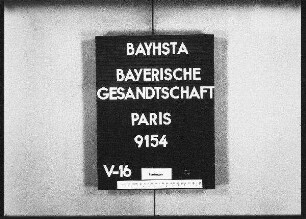 BAYHSTA
BAYERISCHE
GESANDTSCHAFT
PARIS
9154
V-16